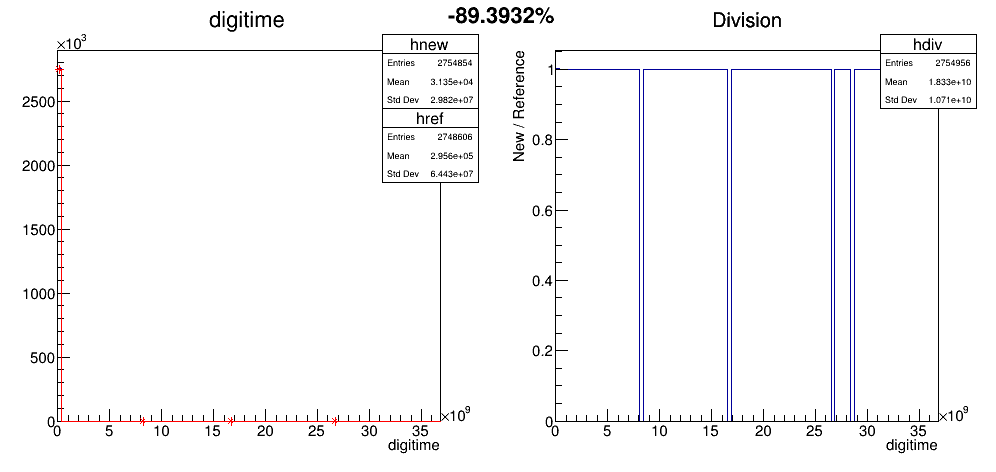 -89.3932%
digitime
×10³
hnew
Entries 2754854
Mean 3.135e+04
Std Dev 2.982e+07
href
Entries 2748606
Mean 2.956e+05
Std Dev 6.443e+07
2500
2000
1500
1000
500
0
0 5 10 15 20 25 30 35
×10⁹
digitime
Division
hdiv
Entries 2754956
Mean 1.833e+10
Std Dev 1.071e+10
New / Reference
1
0.8
0.6
0.4
0.2
0
0 5 10 15 20 25 30 35
×10⁹
digitime